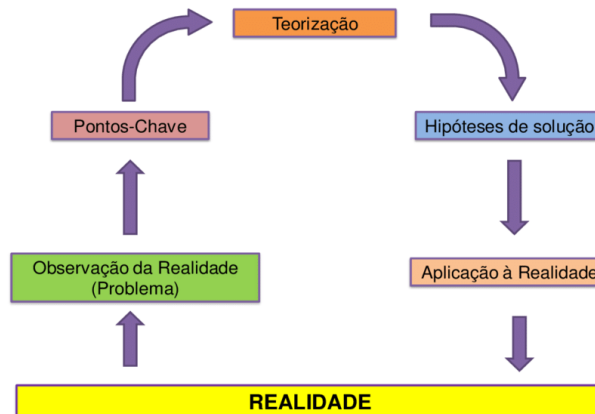 Teorização
Pontos-Chave
Hipóteses de solução
Observação da Realidade
(Problema)
Aplicação à Realidade
REALIDADE